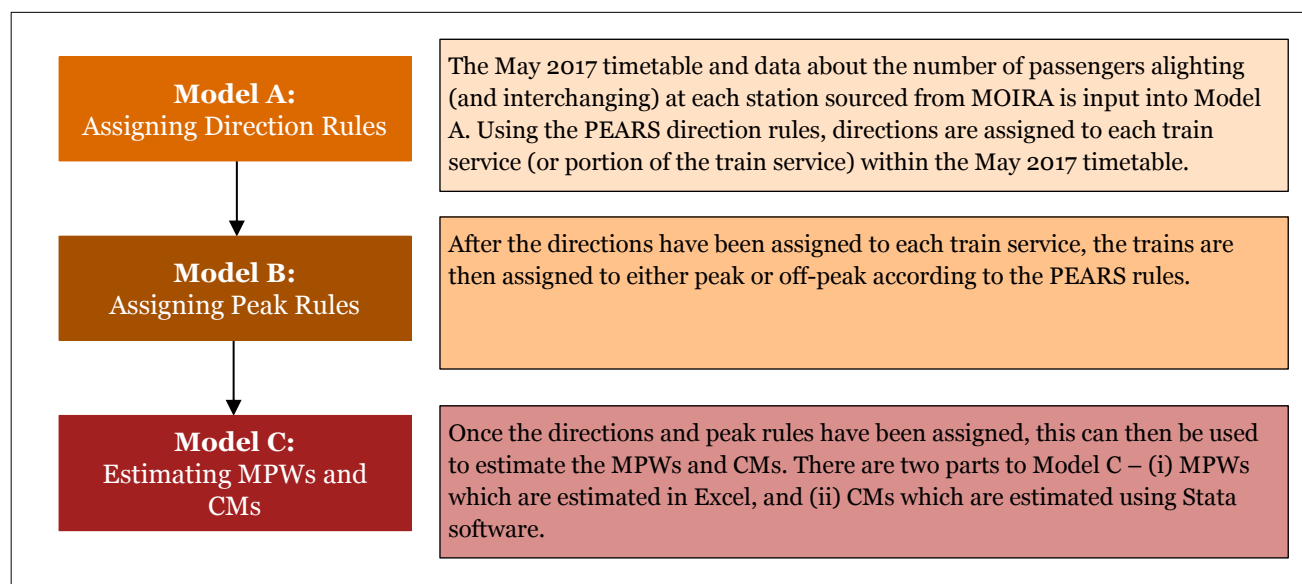 Model A:
Assigning Direction Rules
The May 2017 timetable and data about the number of passengers alighting
(and interchanging) at each station sourced from MOIRA is input into Model
A. Using the PEARS direction rules, directions are assigned to each train
service (or portion of the train service) within the May 2017 timetable.
Model B:
Assigning Peak Rules
After the directions have been assigned to each train service, the trains are
then assigned to either peak or off-peak according to the PEARS rules.
Model C:
Estimating MPWs and
CMs
Once the directions and peak rules have been assigned, this can then be used
to estimate the MPWs and CMs. There are two parts to Model C – (i) MPWs
which are estimated in Excel, and (ii) CMs which are estimated using Stata
software.